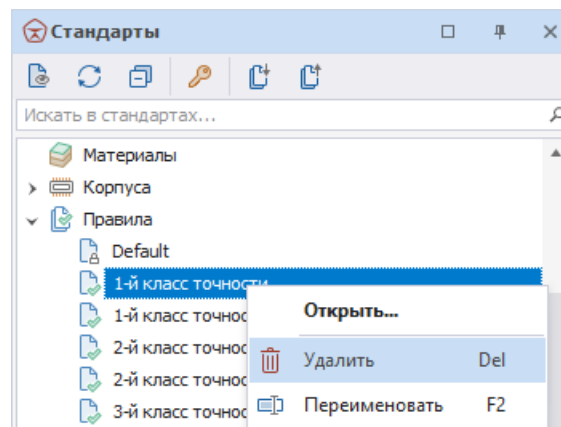 Стандарты
Искать в стандартах...
Материалы
Корпуса
Правила
Default
1-й класс точности
1-й класс точнос
Открыть...
2-й класс точнос
Удалить Del
2-й класс точнос
3-й класс точнос
Переименовать F2